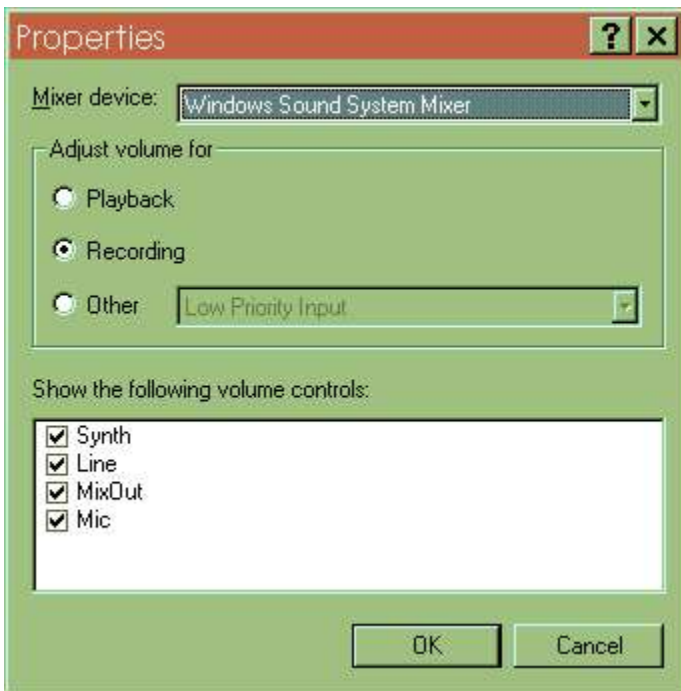 Properties
Mixer device: Windows Sound System Mixer
Adjust volume for
Playback
Recording
Other Low Priority Input
Show the following volume controls:
Synth
Line
MixOut
Mic
OK Cancel